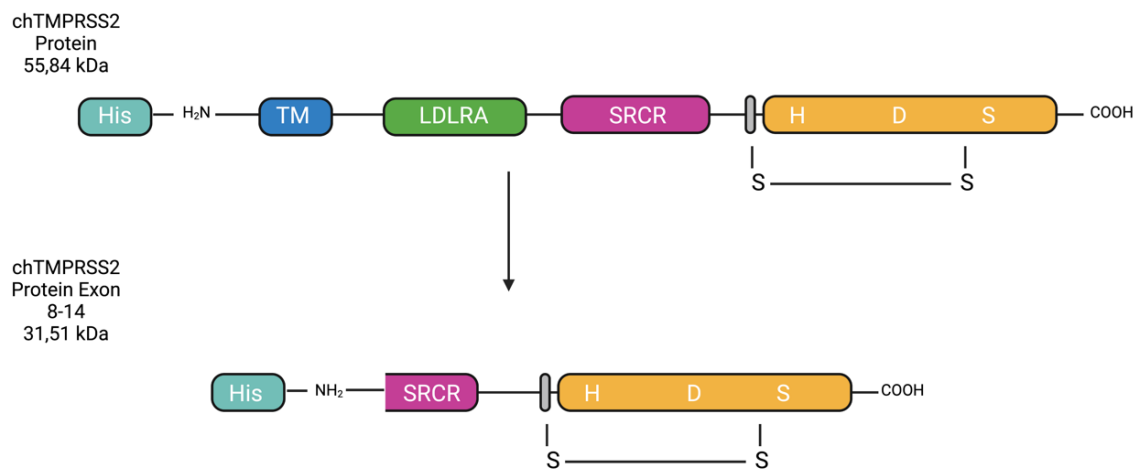 chTMPRSS2
Protein
55,84 kDa
His H₂N TM LDLRA SRCR H D S COOH
S S
chTMPRSS2
Protein Exon
8-14
31,51 kDa
His NH₂ SRCR H D S COOH
S S